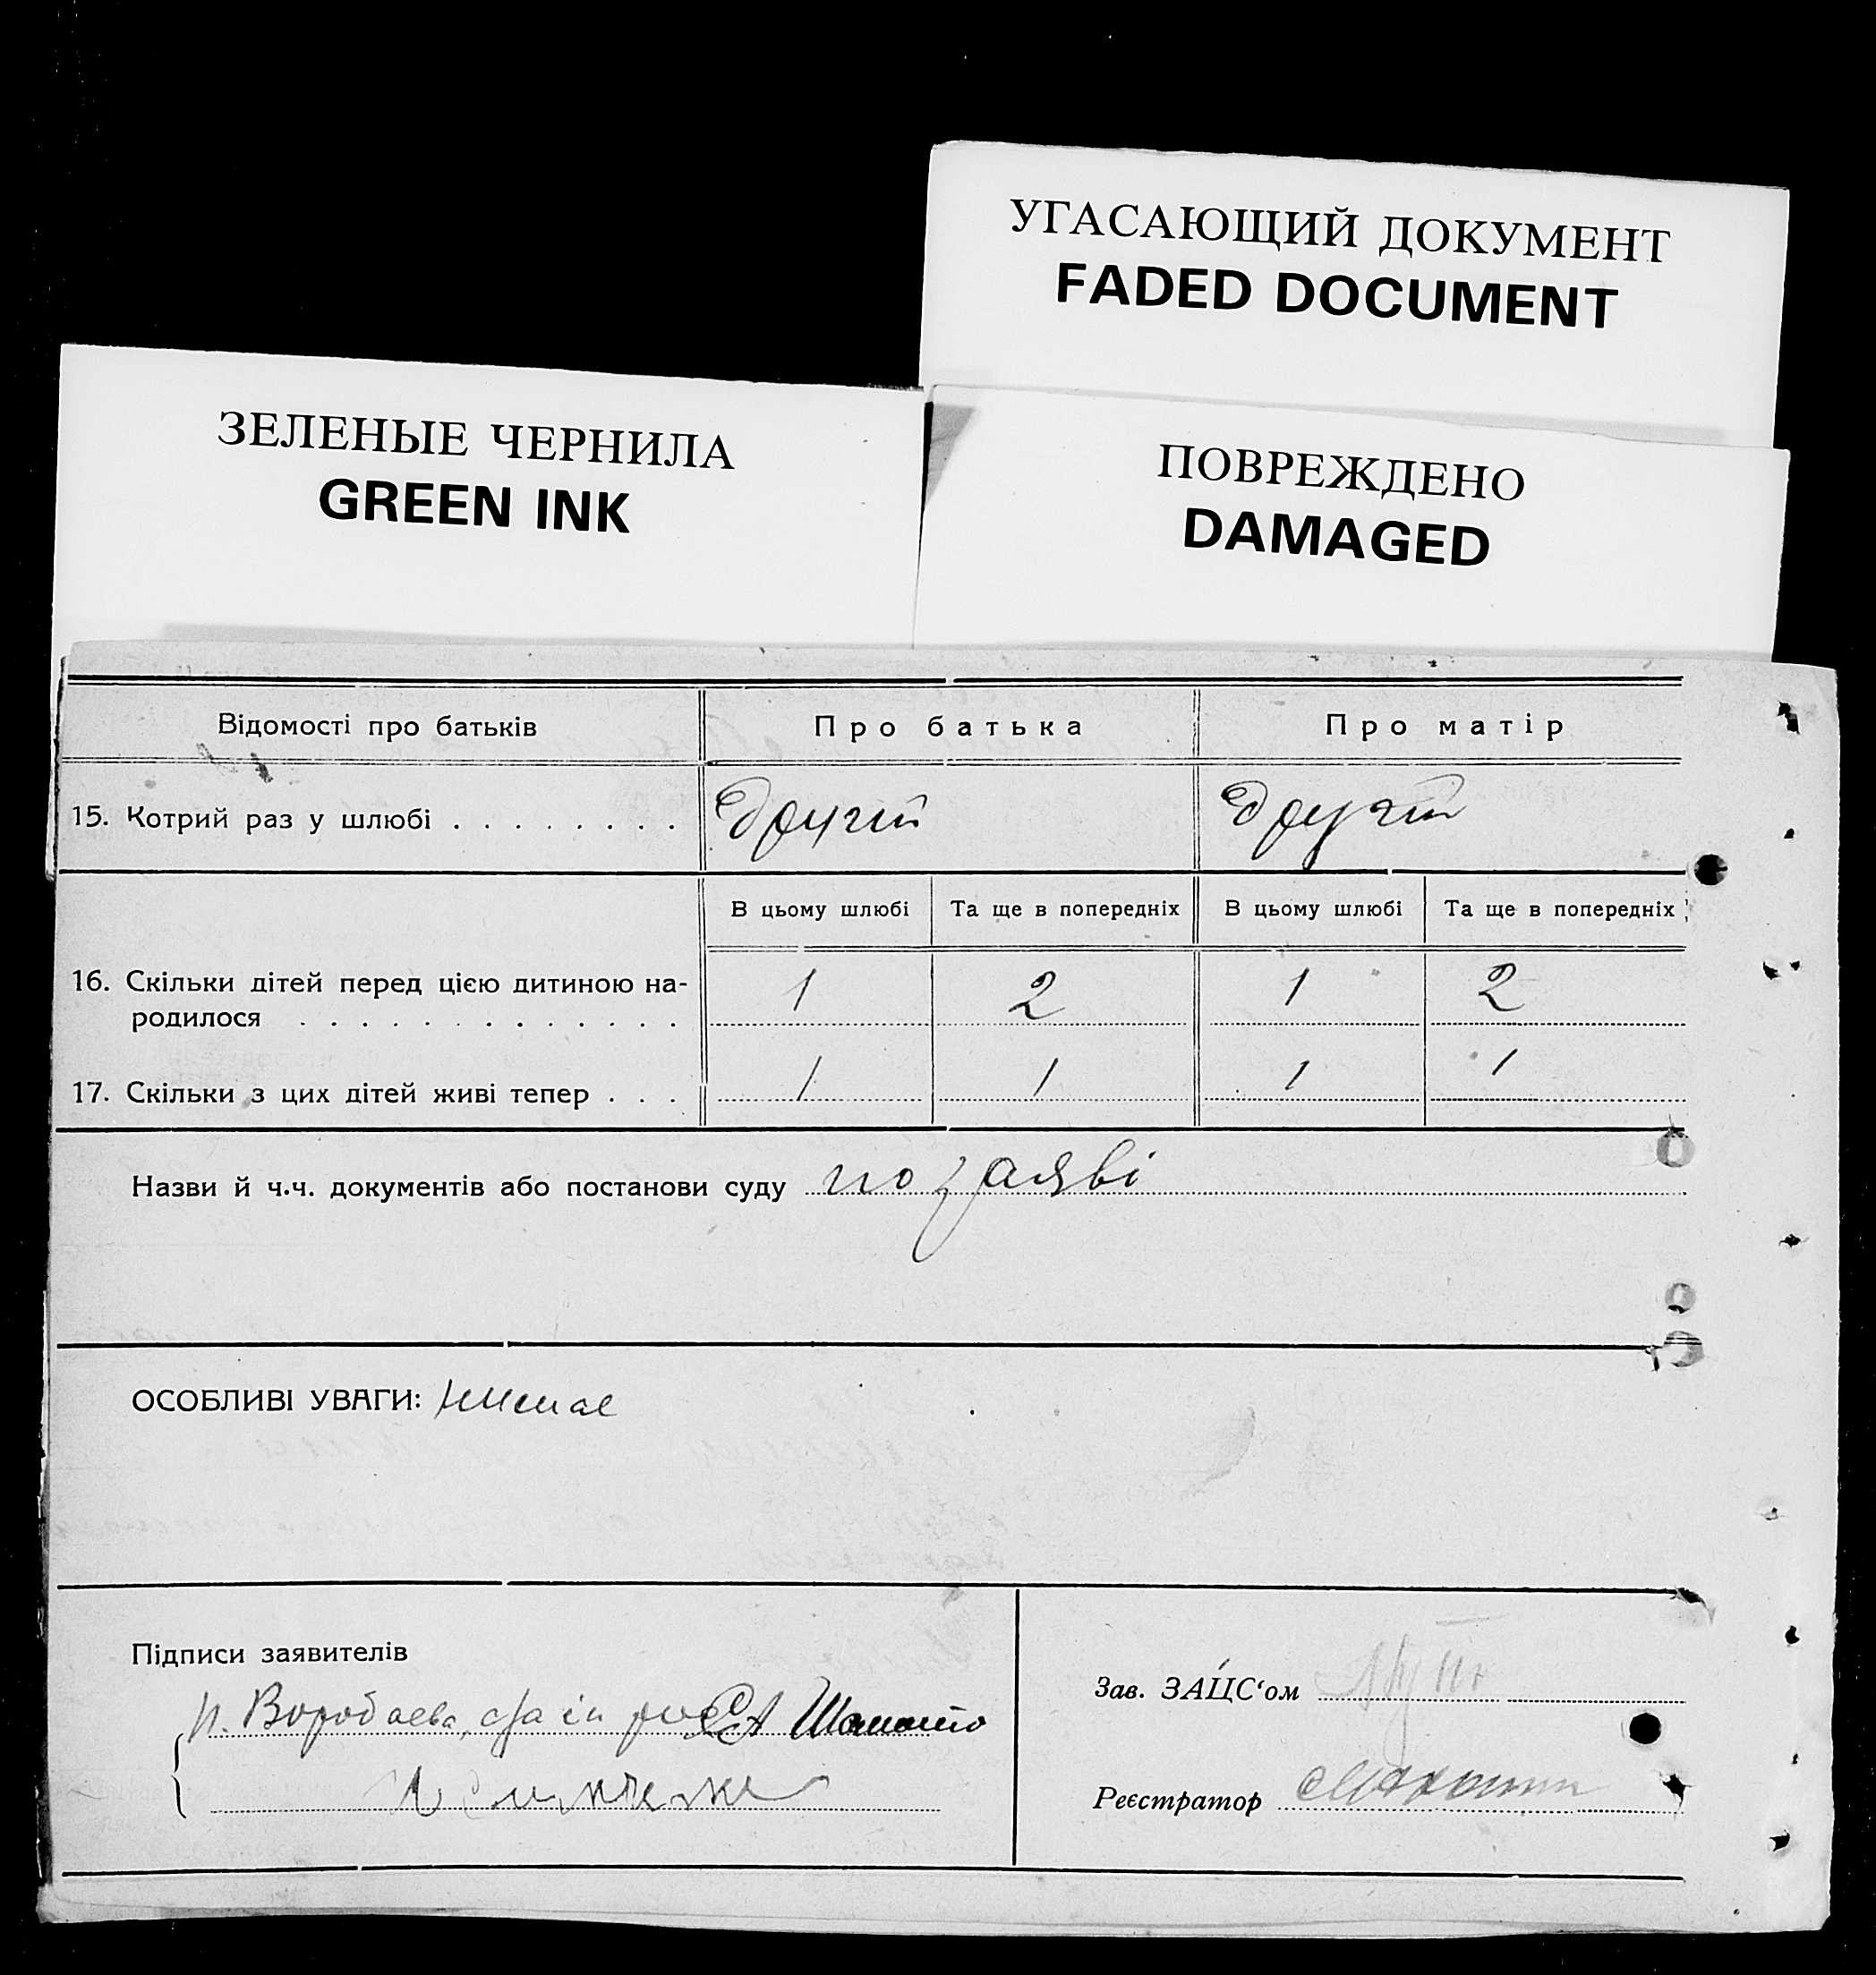 УГАСАЮЩИЙ ДОКУМЕНТ
FADED DOCUMENT
ЗЕЛЕНЫЕ ЧЕРНИЛА
GREEN INK
ПОВРЕЖДЕНО
DAMAGED
Відомості про батьків Про батька Про матір
15. Котрий раз у шлюбі . . . . . . . . другий другий
В цьому шлюбі Та ще в попередніх В цьому шлюбі Та ще в попередніх
16. Скільки дітей перед цією дитиною на- 1 2 1 2
родилося . . . . . . . . . . . . .
17. Скільки з цих дітей живі тепер . . . 1 1 1 1
Назви й ч.ч. документів або постанови суду по заяві
ОСОБЛИВІ УВАГИ: немае
Підписи заявителів
Зав. ЗАЦС‘ом
Реєстратор